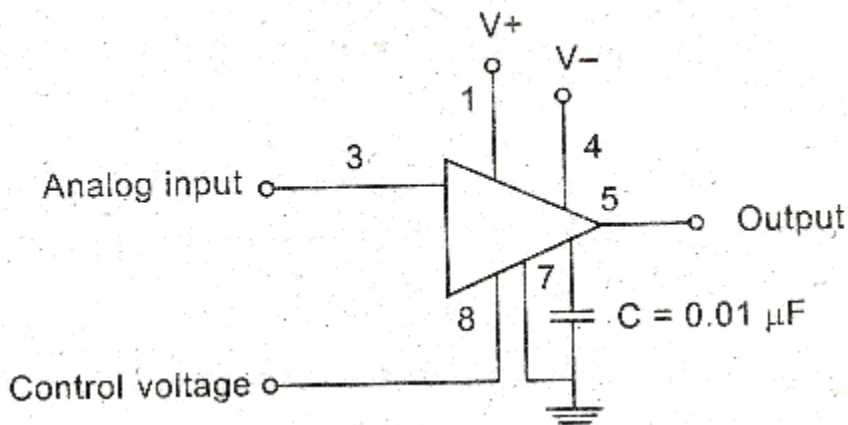 V+
V–
1
4
3
Analog input
5
Output
7
8
C = 0.01 μF
Control voltage